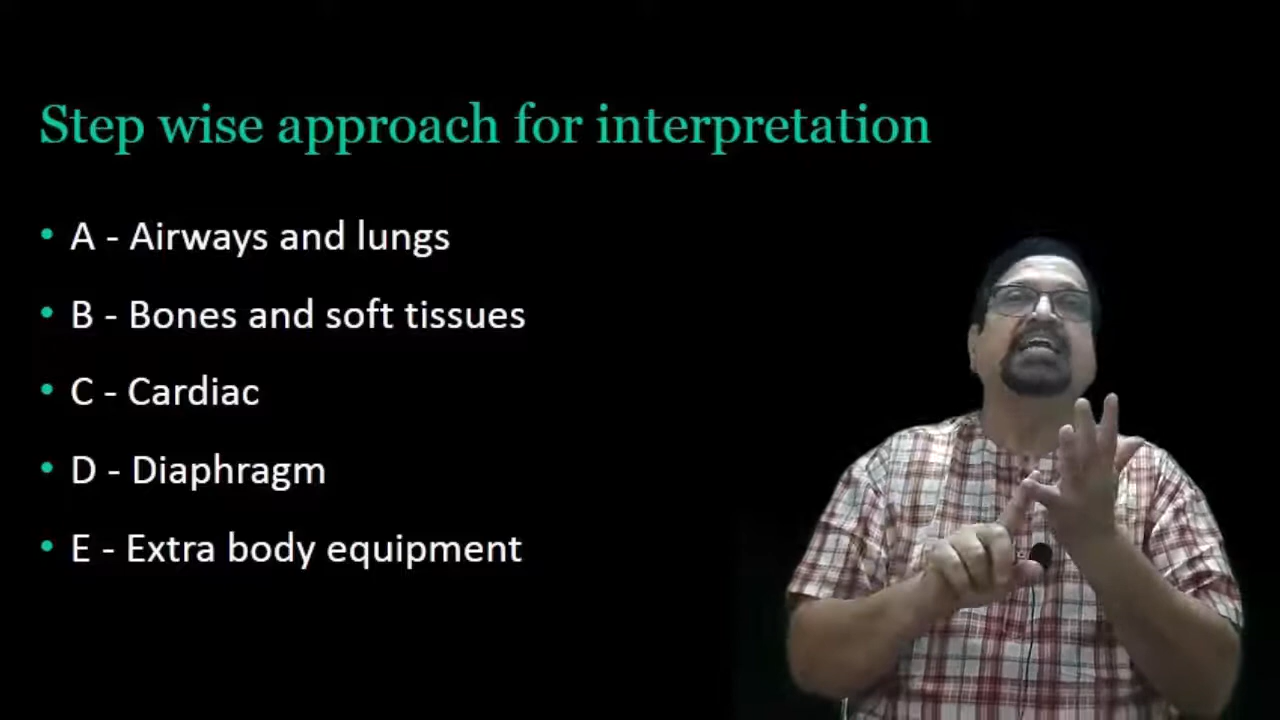 Step wise approach for interpretation
• A - Airways and lungs
• B - Bones and soft tissues
• C - Cardiac
• D - Diaphragm
• E - Extra body equipment